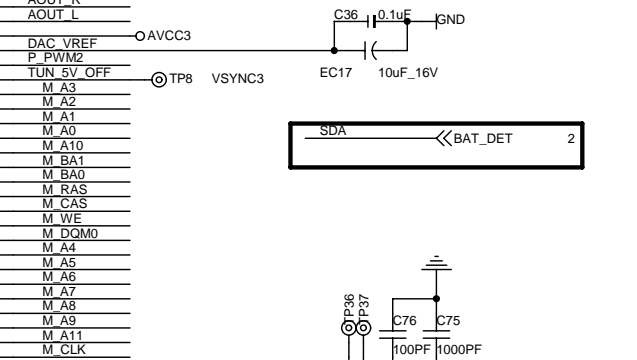 AOUT_R
AOUT_L
AVCC3
DAC_VREF
P_PWM2
TUN_5V_OFF
TP8 VSYNC3
M_A3
M_A2
M_A1
M_A0
M_A10
M_BA1
M_BA0
M_RAS
M_CAS
M_WE
M_DQM0
M_A4
M_A5
M_A6
M_A7
M_A8
M_A9
M_A11
M_CLK
C36 0.1uF GND
EC17 10uF_16V
SDA BAT_DET 2
TP36 TP37 C76 C75
100PF 1000PF